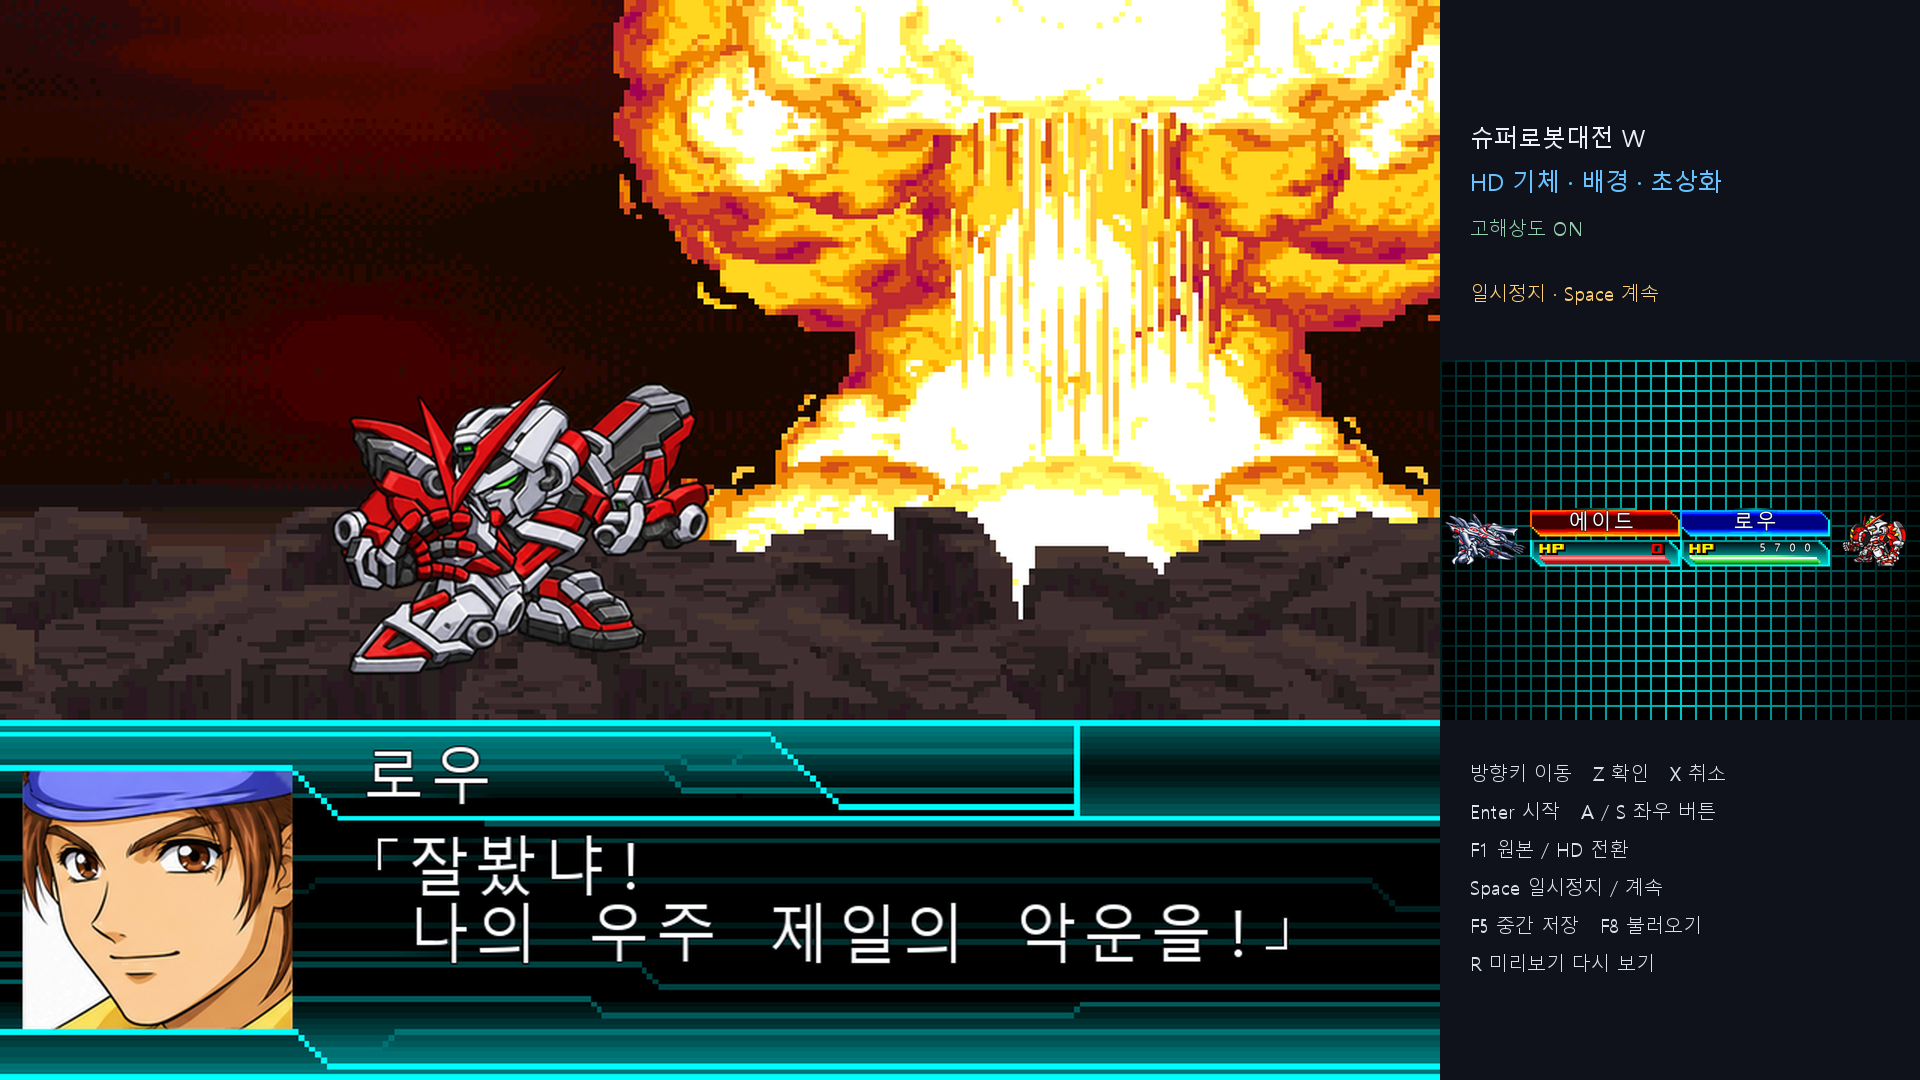 슈퍼로봇대전 W
HD 기체 · 배경 · 초상화
고해상도 ON
일시정지 · Space 계속
에이드
로우
HP 0
HP 5700
로우
「잘봤냐!
나의 우주 제일의 악운을!」
방향키 이동 Z 확인 X 취소
Enter 시작 A / S 좌우 버튼
F1 원본 / HD 전환
Space 일시정지 / 계속
F5 중간 저장 F8 불러오기
R 미리보기 다시 보기